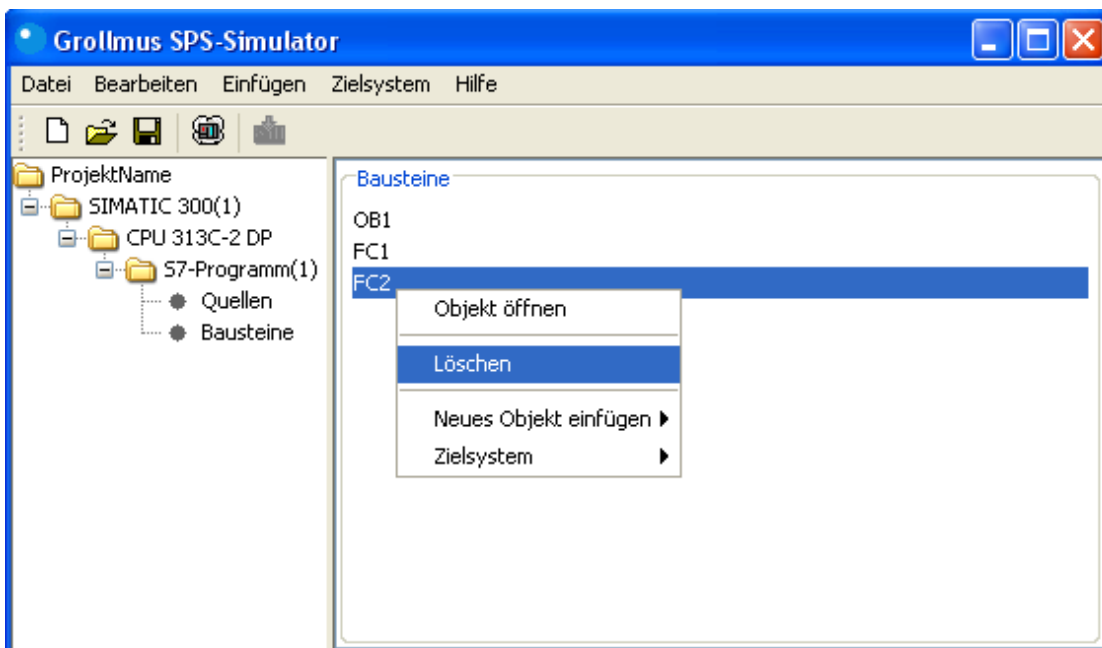 Grollmus SPS-Simulator
Datei Bearbeiten Einfügen Zielsystem Hilfe
ProjektName
SIMATIC 300(1)
CPU 313C-2 DP
S7-Programm(1)
Quellen
Bausteine
Bausteine
OB1
FC1
FC2
Objekt öffnen
Löschen
Neues Objekt einfügen
Zielsystem